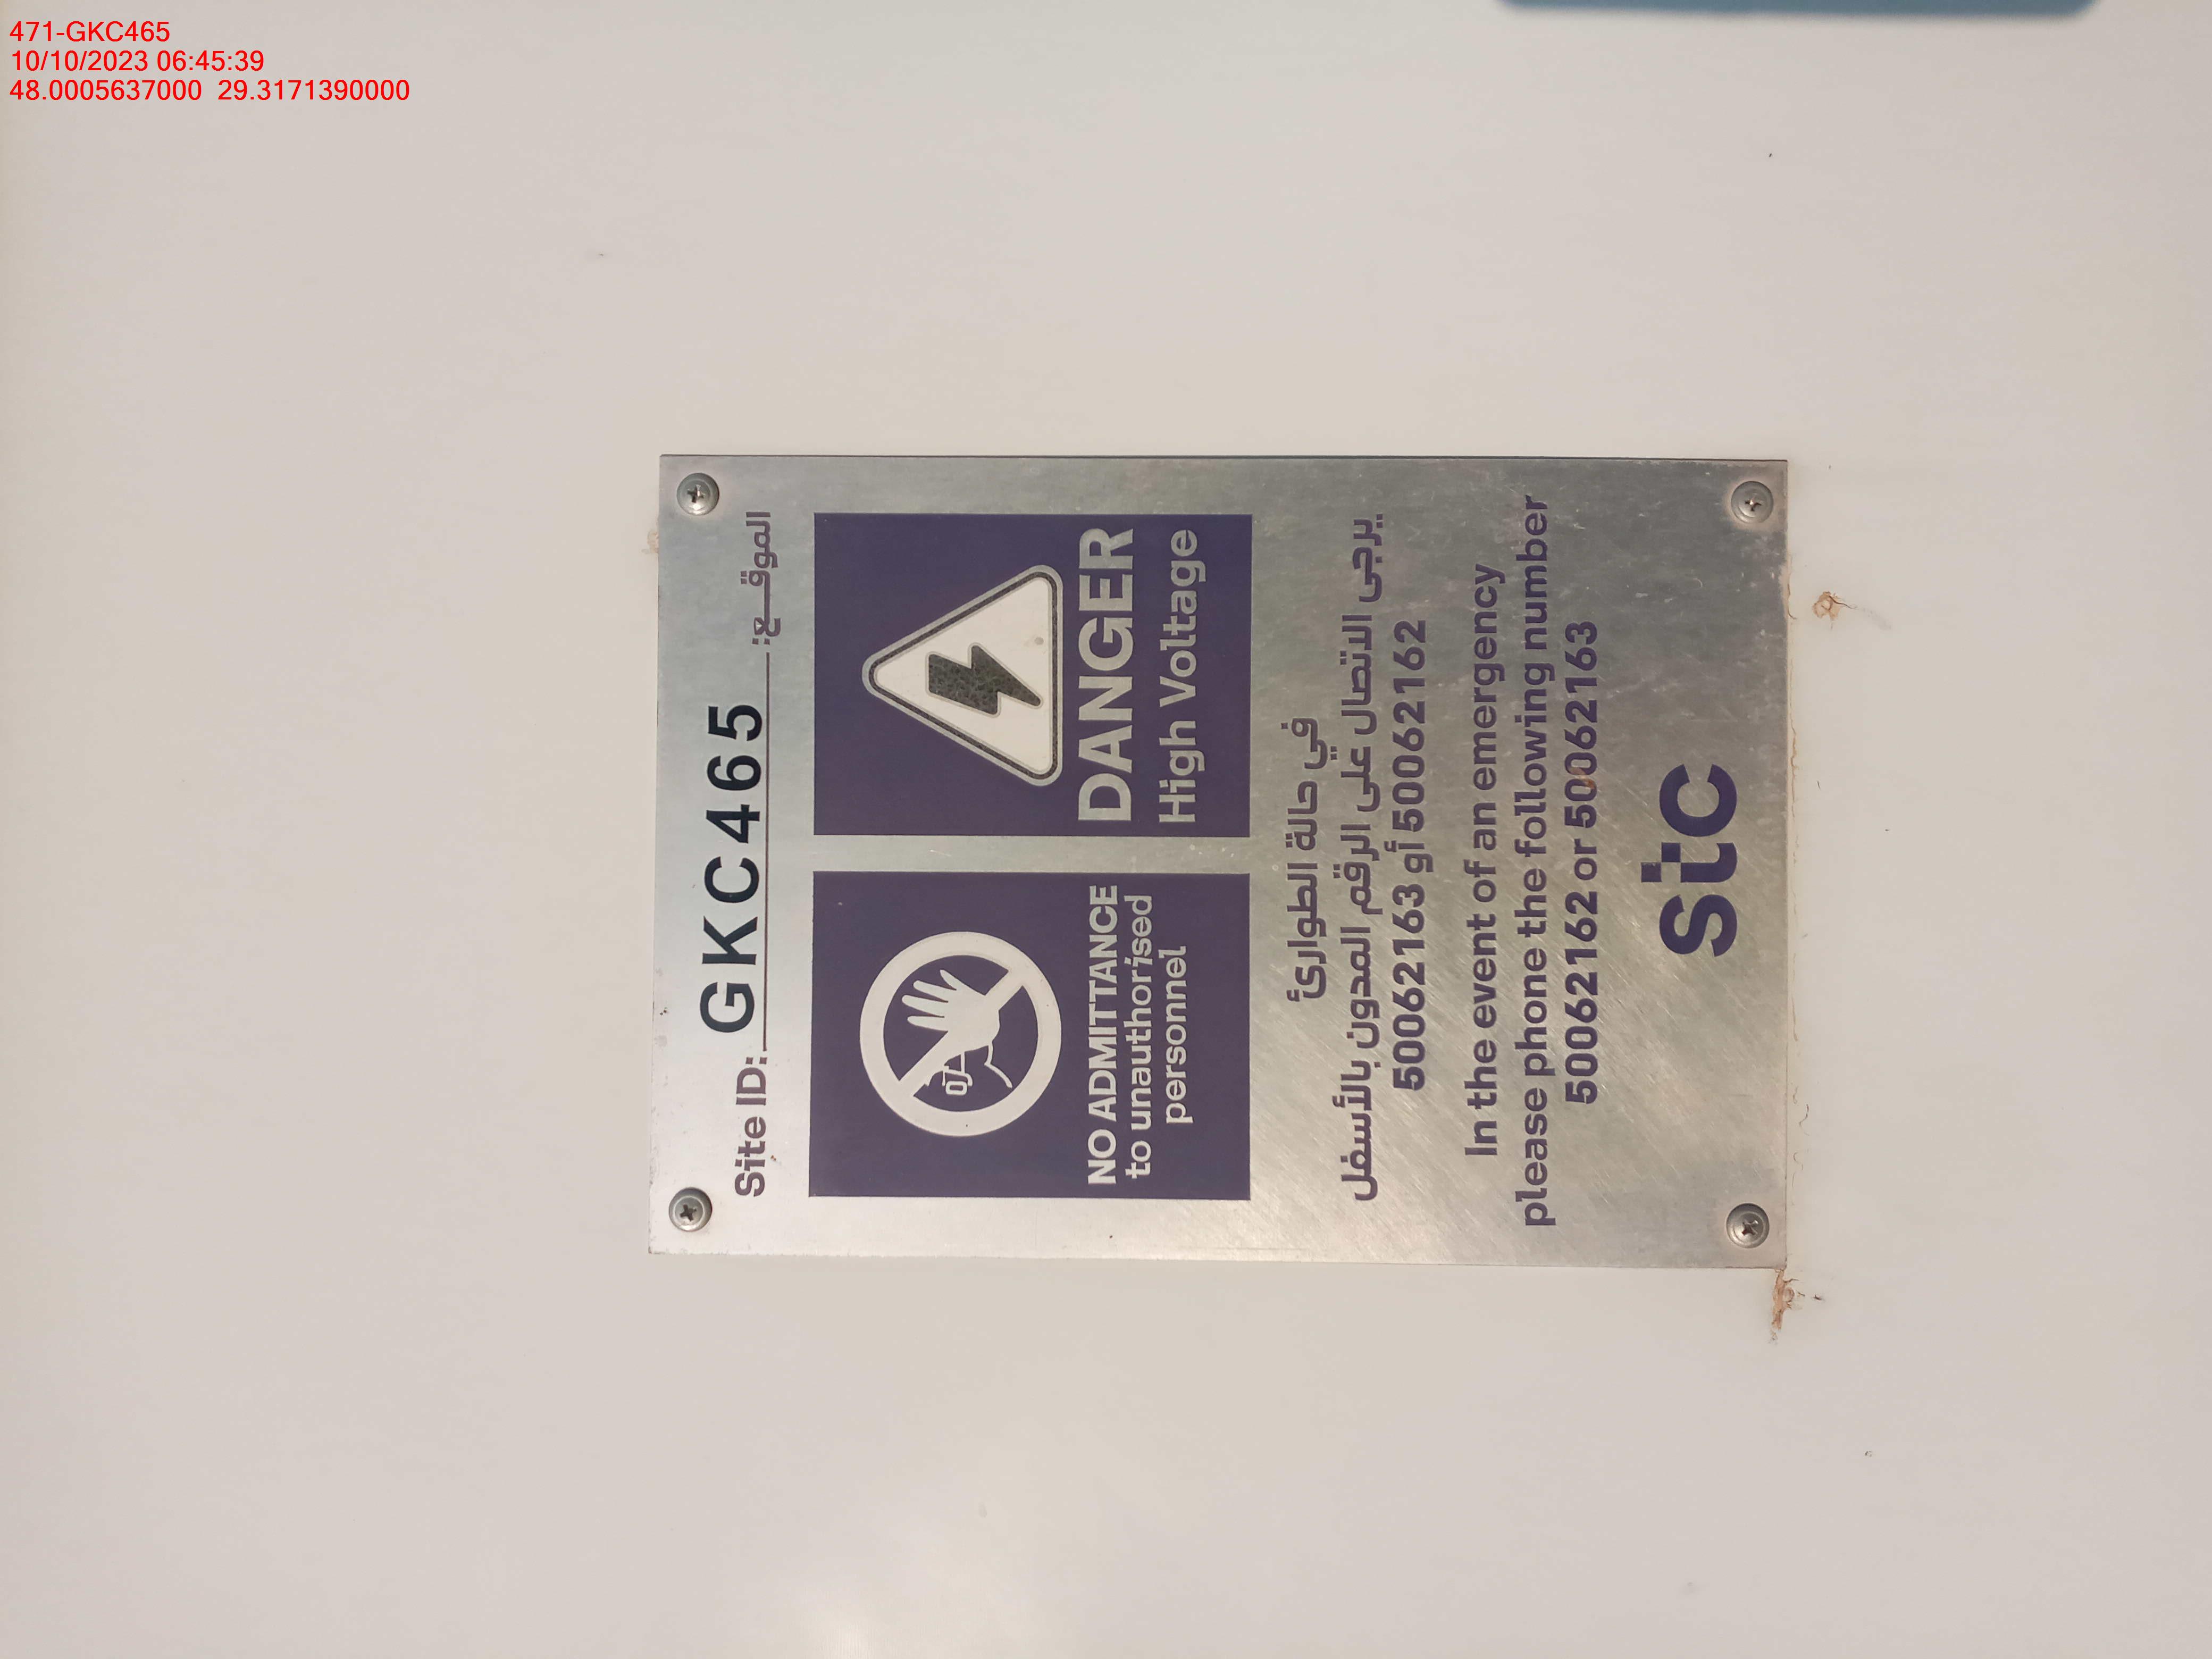 471-GKC465
10/10/2023 06:45:39
48.0005637000 29.3171390000
Site ID: GKC465 الموقـــع:
NO ADMITTANCE
to unauthorised
personnel
DANGER
High Voltage
في حالة الطوارئ
يرجى الاتصال على الرقم المدون بالأسفل
50062163 أو 50062162
In the event of an emergency
please phone the following number
50062162 or 50062163
stc